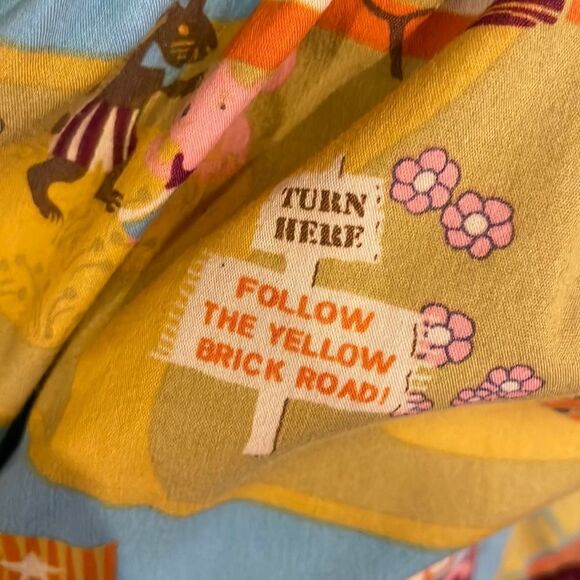 TURN
HERE
FOLLOW
THE YELLOW
BRICK ROAD!